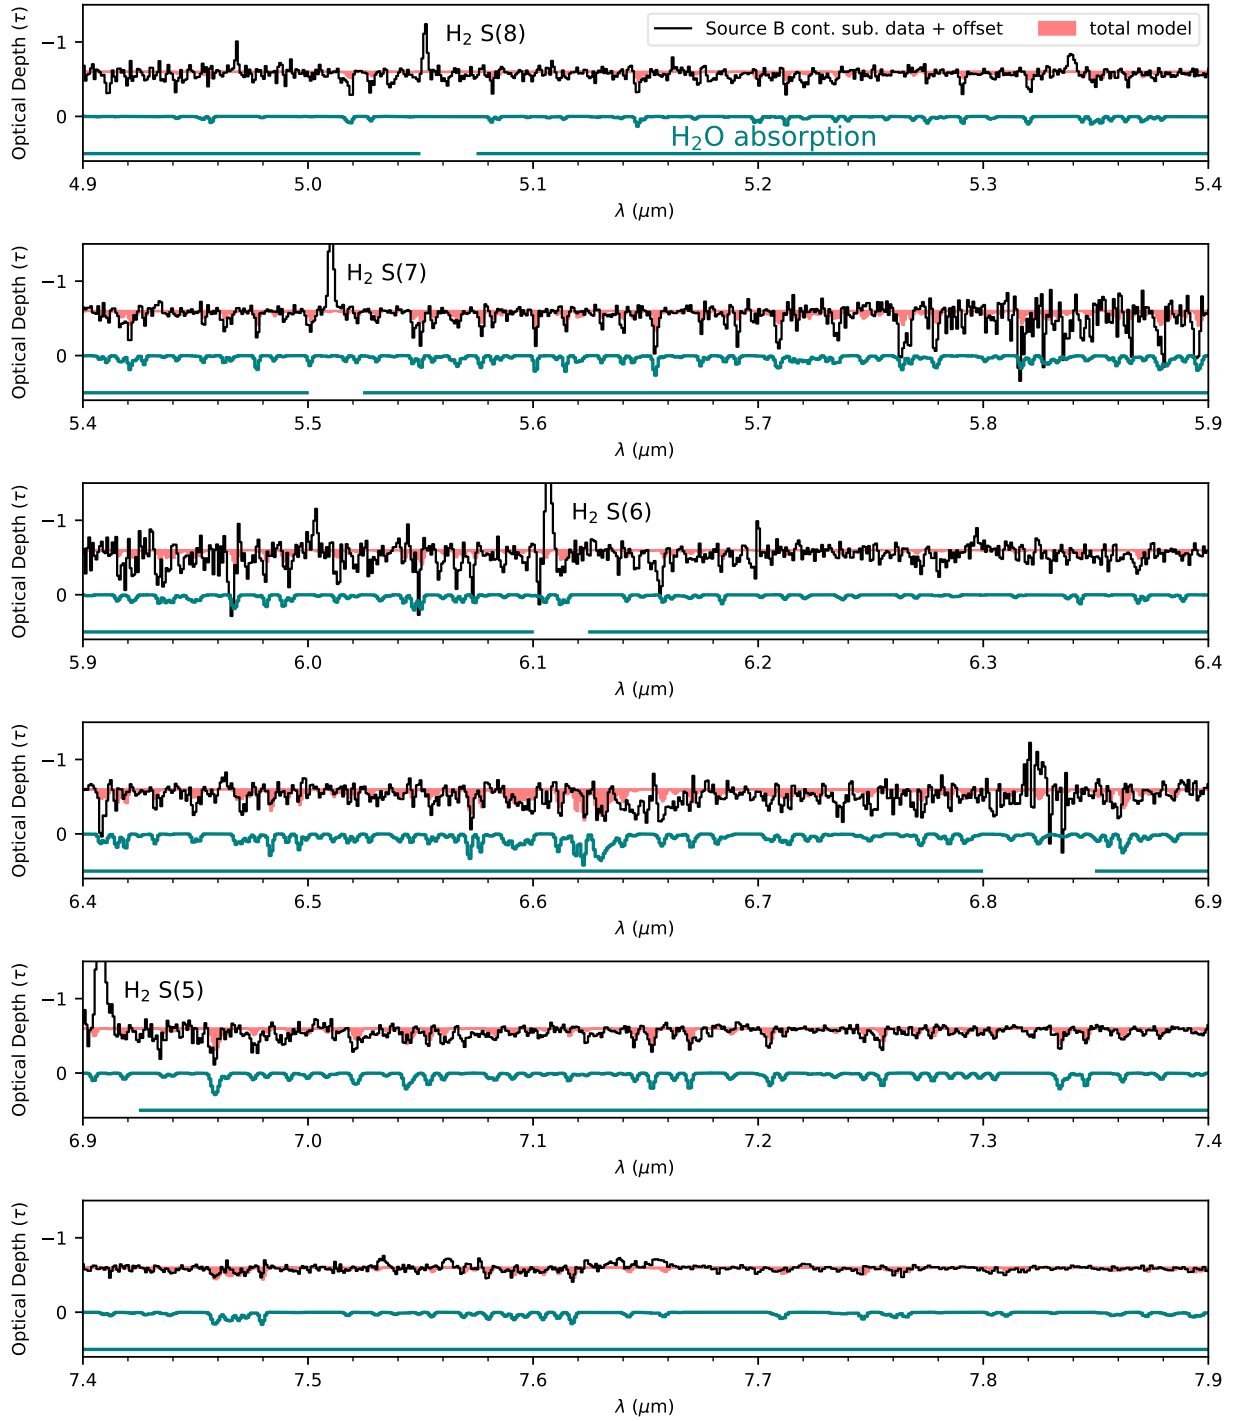 Source B cont. sub. data + offset
total model
H₂ S(8)
H₂O absorption
Optical Depth (τ)
−1
0
4.9 5.0 5.1 5.2 5.3 5.4
λ (μm)
H₂ S(7)
Optical Depth (τ)
−1
0
5.4 5.5 5.6 5.7 5.8 5.9
λ (μm)
H₂ S(6)
Optical Depth (τ)
−1
0
5.9 6.0 6.1 6.2 6.3 6.4
λ (μm)
Optical Depth (τ)
−1
0
6.4 6.5 6.6 6.7 6.8 6.9
λ (μm)
H₂ S(5)
Optical Depth (τ)
−1
0
6.9 7.0 7.1 7.2 7.3 7.4
λ (μm)
Optical Depth (τ)
−1
0
7.4 7.5 7.6 7.7 7.8 7.9
λ (μm)